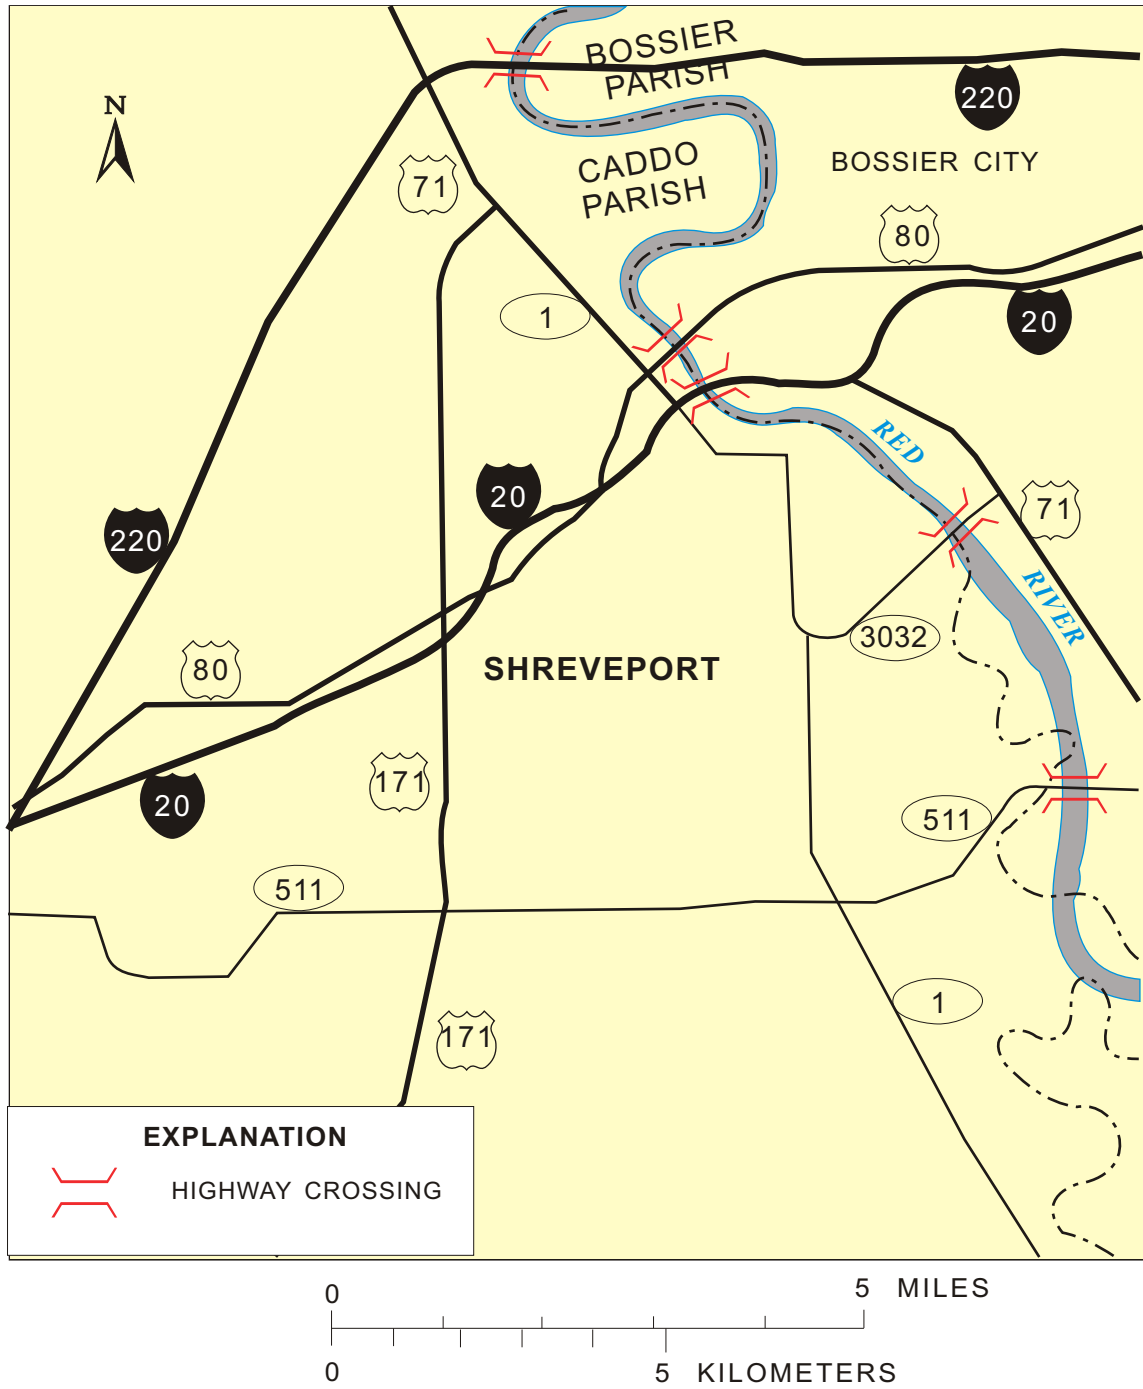 BOSSIER
PARISH
220
N
CADDO
PARISH
BOSSIER CITY
71
80
1
20
RED
20
71
220
RIVER
3032
80
SHREVEPORT
171
20
511
511
1
171
EXPLANATION
HIGHWAY CROSSING
0 5 MILES
0 5 KILOMETERS